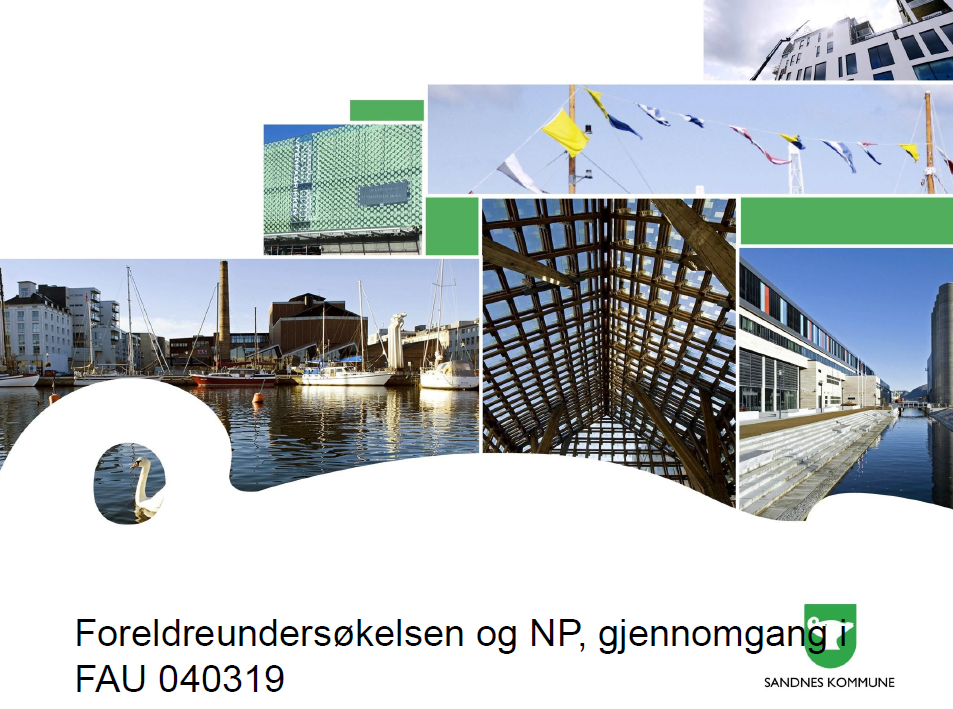 Foreldreundersøkelsen og NP, gjennomgang i
FAU 040319
SANDNES KOMMUNE